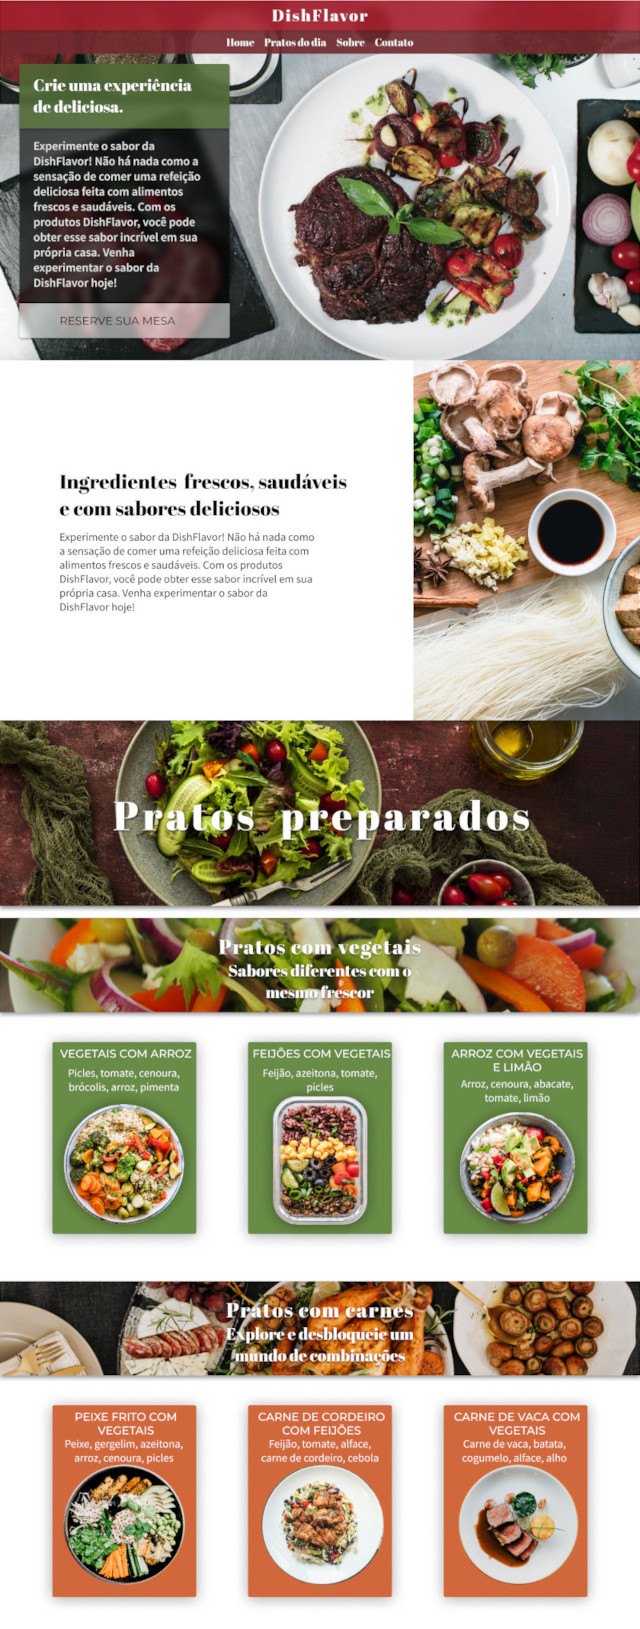 DishFlavor
Home Pratos do dia Sobre Contato
Crie uma experiência
de deliciosa.
Experimente o sabor da
DishFlavor! Não há nada como a
sensação de comer uma refeição
deliciosa feita com alimentos
frescos e saudáveis. Com os
produtos DishFlavor, você pode
obter esse sabor incrível em sua
própria casa. Venha
experimentar o sabor da
DishFlavor hoje!
RESERVE SUA MESA
Ingredientes frescos, saudáveis
e com sabores deliciosos
Experimente o sabor da DishFlavor! Não há nada como
a sensação de comer uma refeição deliciosa feita com
alimentos frescos e saudáveis. Com os produtos
DishFlavor, você pode obter esse sabor incrível em sua
própria casa. Venha experimentar o sabor da
DishFlavor hoje!
Pratos preparados
Pratos com vegetais
Sabores diferentes com o
mesmo frescor
VEGETAIS COM ARROZ
Picles, tomate, cenoura,
brócolis, arroz, pimenta
FEIJÕES COM VEGETAIS
Feijão, azeitona, tomate,
picles
ARROZ COM VEGETAIS
E LIMÃO
Arroz, cenoura, abacate,
tomate, limão
Pratos com carnes
Explore e desbloqueie um
mundo de combinações
PEIXE FRITO COM
VEGETAIS
Peixe, gergelim, azeitona,
arroz, cenoura, picles
CARNE DE CORDEIRO
COM FEIJÕES
Feijão, tomate, alface,
carne de cordeiro, cebola
CARNE DE VACA COM
VEGETAIS
Carne de vaca, batata,
cogumelo, alface, alho